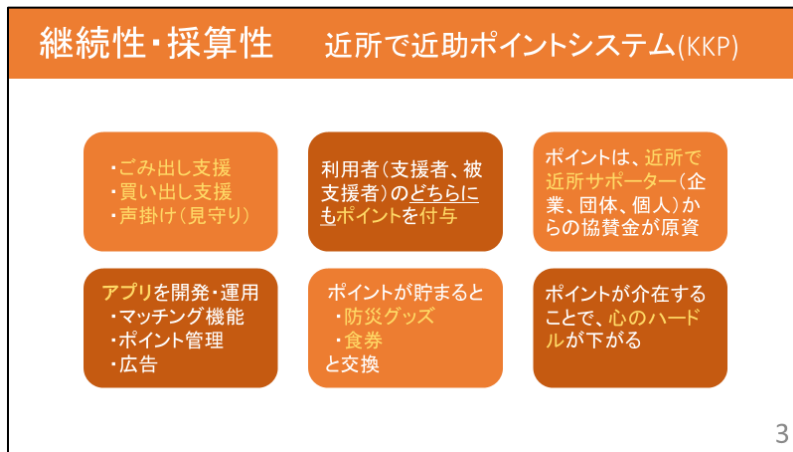 継続性・採算性　近所で近助ポイントシステム(KKP)
・ごみ出し支援
・買い出し支援
・声掛け(見守り)
利用者(支援者、被
支援者)のどちらに
もポイントを付与
ポイントは、近所で
近所サポーター(企
業、団体、個人)か
らの協賛金が原資
アプリを開発・運用
・マッチング機能
・ポイント管理
・広告
ポイントが貯まると
・防災グッズ
・食券
と交換
ポイントが介在する
ことで、心のハード
ルが下がる
3